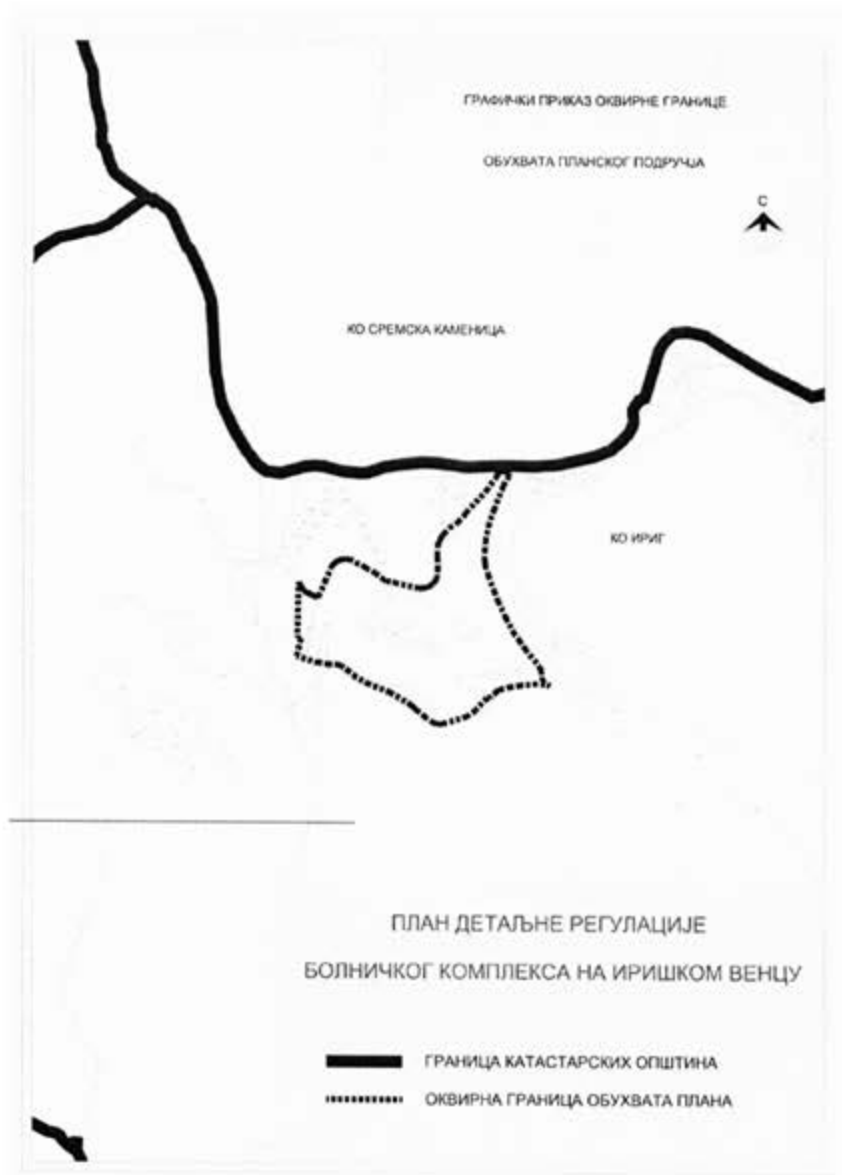 ГРАФИЧКИ ПРИКАЗ ОКВИРНЕ ГРАНИЦЕ
ОБУХВАТА ПЛАНСКОГ ПОДРУЧЈА
С
КО СРЕМСКА КАМЕНИЦА
КО ИРИГ
ПЛАН ДЕТАЉНЕ РЕГУЛАЦИЈЕ
БОЛНИЧКОГ КОМПЛЕКСА НА ИРИШКОМ ВЕНЦУ
ГРАНИЦА КАТАСТАРСКИХ ОПШТИНА
ОКВИРНА ГРАНИЦА ОБУХВАТА ПЛАНА